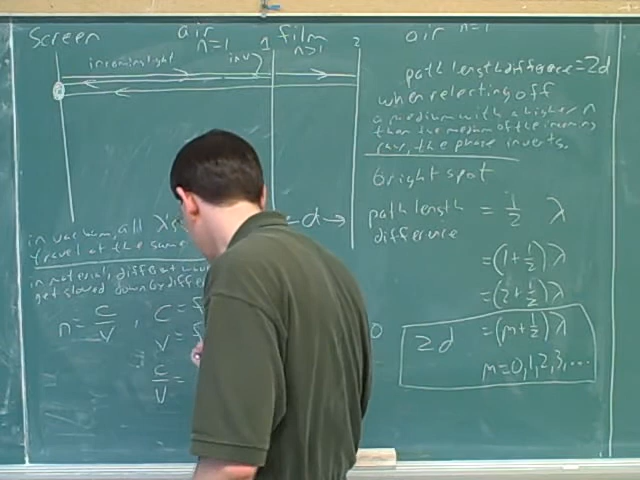 Screen
air
n=1
1
film
n>1
2
air n=1
incoming light
inv
path length difference=2d
when reflecting off
a medium with a higher n
than the medium of the incoming
ray, the phase inverts.
bright spot
path length
difference
= 1/2 λ
=(1+1/2)λ
=(2+1/2)λ
2d =(m+1/2)λ
m=0,1,2,3,...
d →
in vacuum, all λ's
travel at the same
in material, different
get slowed down by
n = c/v , c = f
v =
c/v =